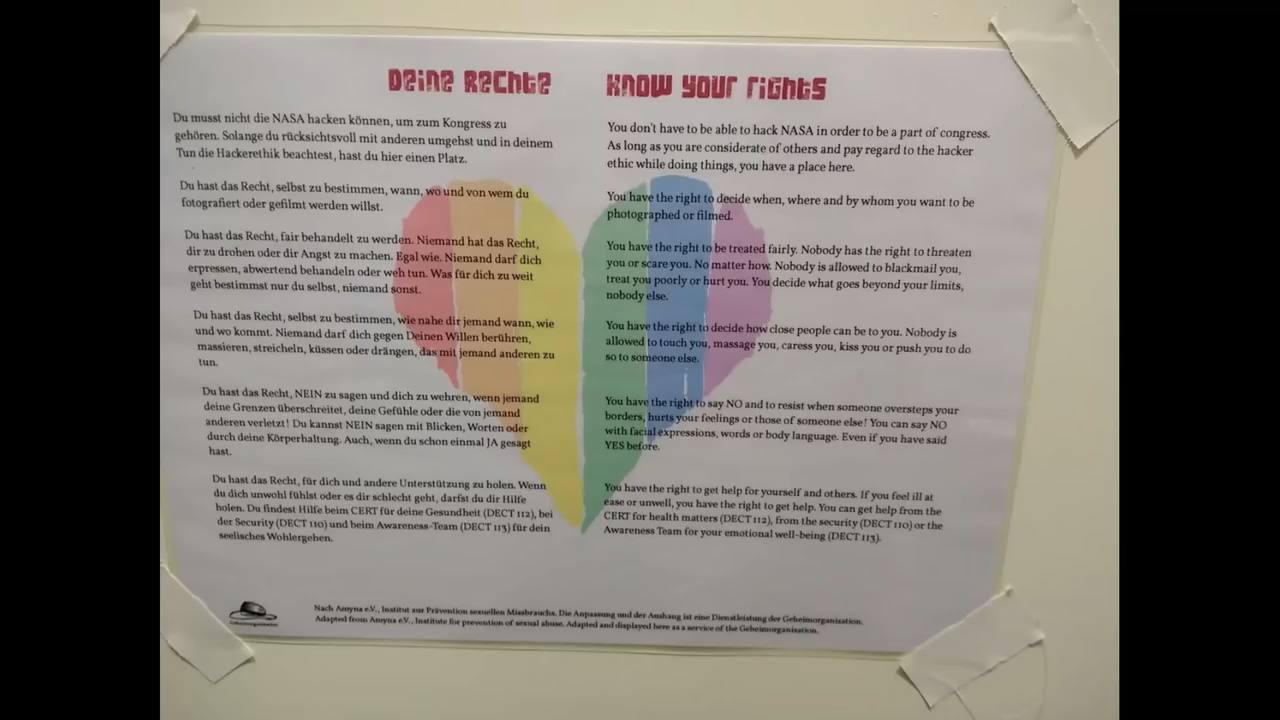 Deine Rechte
Du musst nicht die NASA hacken können, um zum Kongress zu
gehören. Solange du rücksichtsvoll mit anderen umgehst und in deinem
Tun die Hackerethik beachtest, hast du hier einen Platz.
Du hast das Recht, selbst zu bestimmen, wann, wo und von wem du
fotografiert oder gefilmt werden willst.
Du hast das Recht, fair behandelt zu werden. Niemand hat das Recht,
dir zu drohen oder dir Angst zu machen. Egal wie. Niemand darf dich
erpressen, abwertend behandeln oder weh tun. Was für dich zu weit
geht bestimmst nur du selbst, niemand sonst.
Du hast das Recht, selbst zu bestimmen, wie nahe dir jemand wann, wie
und wo kommt. Niemand darf dich gegen Deinen Willen berühren,
massieren, streicheln, küssen oder drängen, das mit jemand anderen zu
tun.
Du hast das Recht, NEIN zu sagen und dich zu wehren, wenn jemand
deine Grenzen überschreitet, deine Gefühle oder die von jemand
anderen verletzt! Du kannst NEIN sagen mit Blicken, Worten oder
durch deine Körperhaltung. Auch, wenn du schon einmal JA gesagt
hast.
Du hast das Recht, für dich und andere Unterstützung zu holen. Wenn
du dich unwohl fühlst oder es dir schlecht geht, darfst du dir Hilfe
holen. Du findest Hilfe beim CERT für deine Gesundheit (DECT 112), bei
der Security (DECT 110) und beim Awareness-Team (DECT 113) für dein
seelisches Wohlergehen.
Know your rights
You don't have to be able to hack NASA in order to be a part of congress.
As long as you are considerate of others and pay regard to the hacker
ethic while doing things, you have a place here.
You have the right to decide when, where and by whom you want to be
photographed or filmed.
You have the right to be treated fairly. Nobody has the right to threaten
you or scare you. No matter how. Nobody is allowed to blackmail you,
treat you poorly or hurt you. You decide what goes beyond your limits,
nobody else.
You have the right to decide how close people can be to you. Nobody is
allowed to touch you, massage you, caress you, kiss you or push you to do
so to someone else.
You have the right to say NO and to resist when someone oversteps your
borders, hurts your feelings or those of someone else! You can say NO
with facial expressions, words or body language. Even if you have said
YES before.
You have the right to get help for yourself and others. If you feel ill at
ease or unwell, you have the right to get help. You can get help from the
CERT for health matters (DECT 112), from the security (DECT 110) or the
Awareness Team for your emotional well-being (DECT 113).
Geheimorganisation
Nach Amyna e.V., Institut zur Prävention sexuellen Missbrauchs. Die Anpassung und der Aushang ist eine Dienstleistung der Geheimorganisation.
Adapted from Amyna e.V., Institute for prevention of sexual abuse. Adapted and displayed here as a service of the Geheimorganisation.